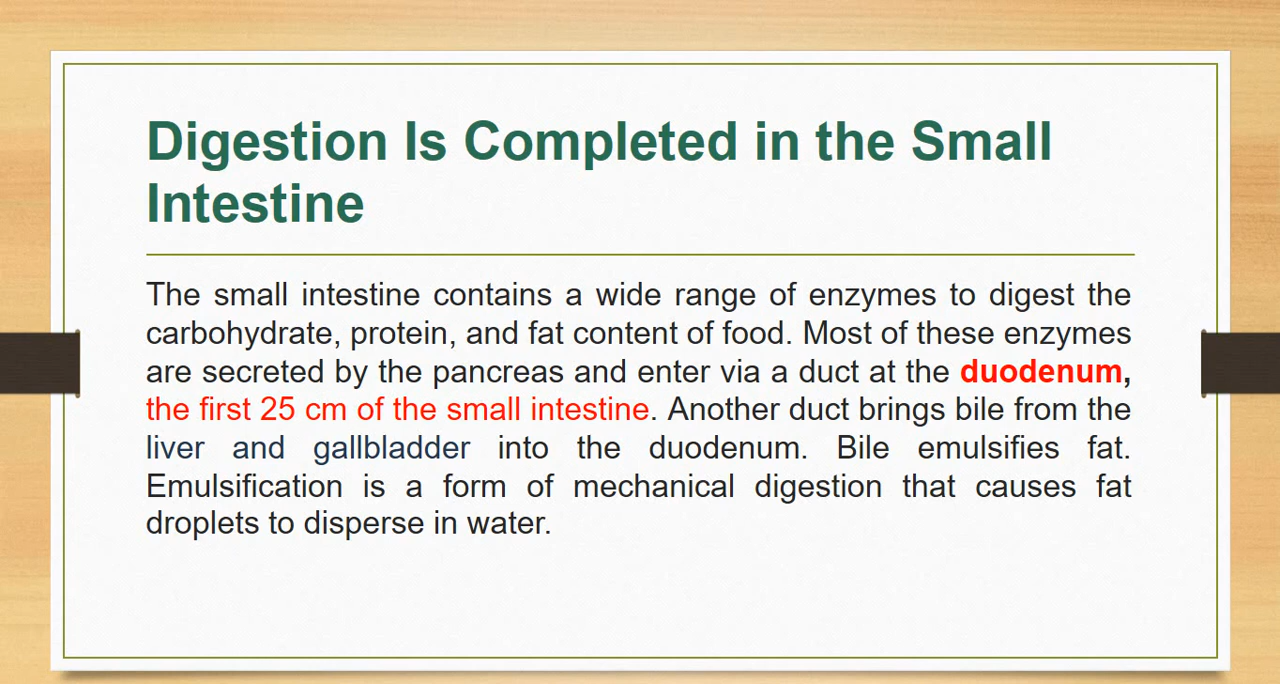 Digestion Is Completed in the Small
Intestine
The small intestine contains a wide range of enzymes to digest the
carbohydrate, protein, and fat content of food. Most of these enzymes
are secreted by the pancreas and enter via a duct at the duodenum,
the first 25 cm of the small intestine. Another duct brings bile from the
liver and gallbladder into the duodenum. Bile emulsifies fat.
Emulsification is a form of mechanical digestion that causes fat
droplets to disperse in water.